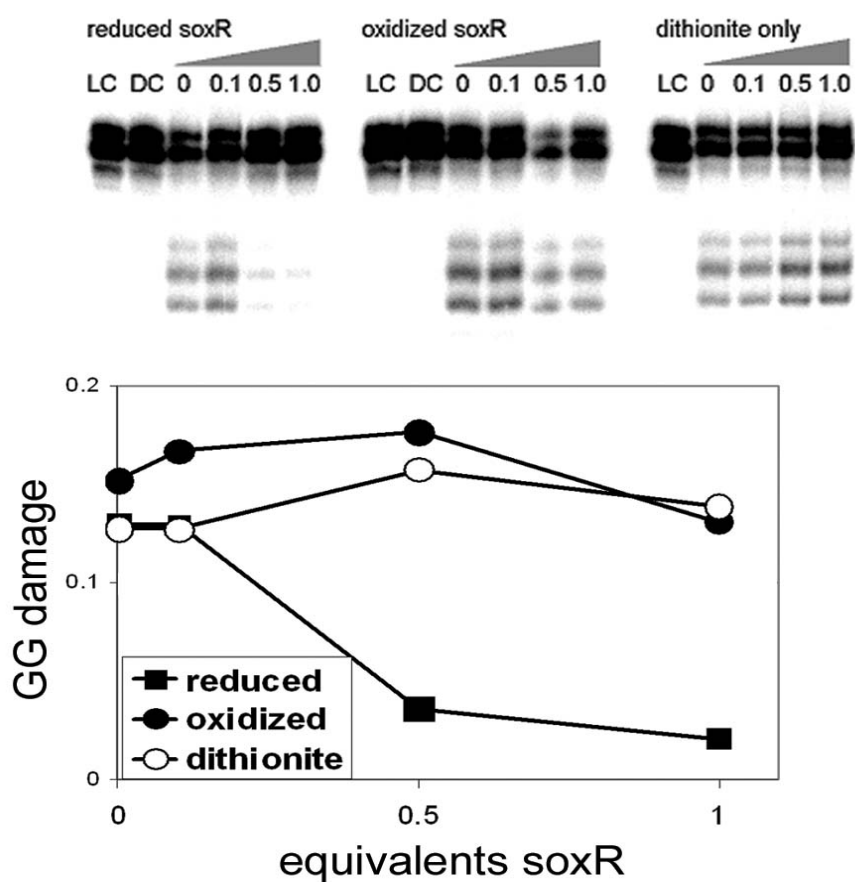 reduced soxR oxidized soxR dithionite only
LC DC 0 0.1 0.5 1.0 LC DC 0 0.1 0.5 1.0 LC 0 0.1 0.5 1.0
0.2
0.1
0
GG damage
reduced
oxidized
dithionite
0 0.5 1
equivalents soxR